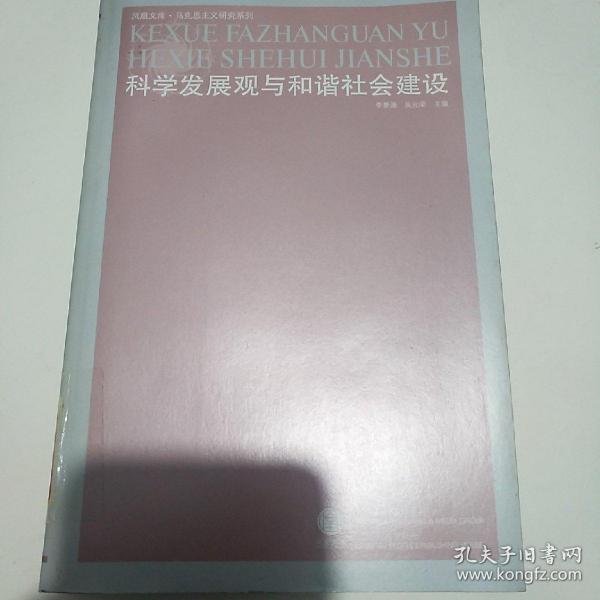 凤凰文库·马克思主义研究系列
KEXUE FAZHANGUAN YU
HEXIE SHEHUI JIANSHE
科学发展观与和谐社会建设
主编
孔夫子旧书网
www.kongfz.com